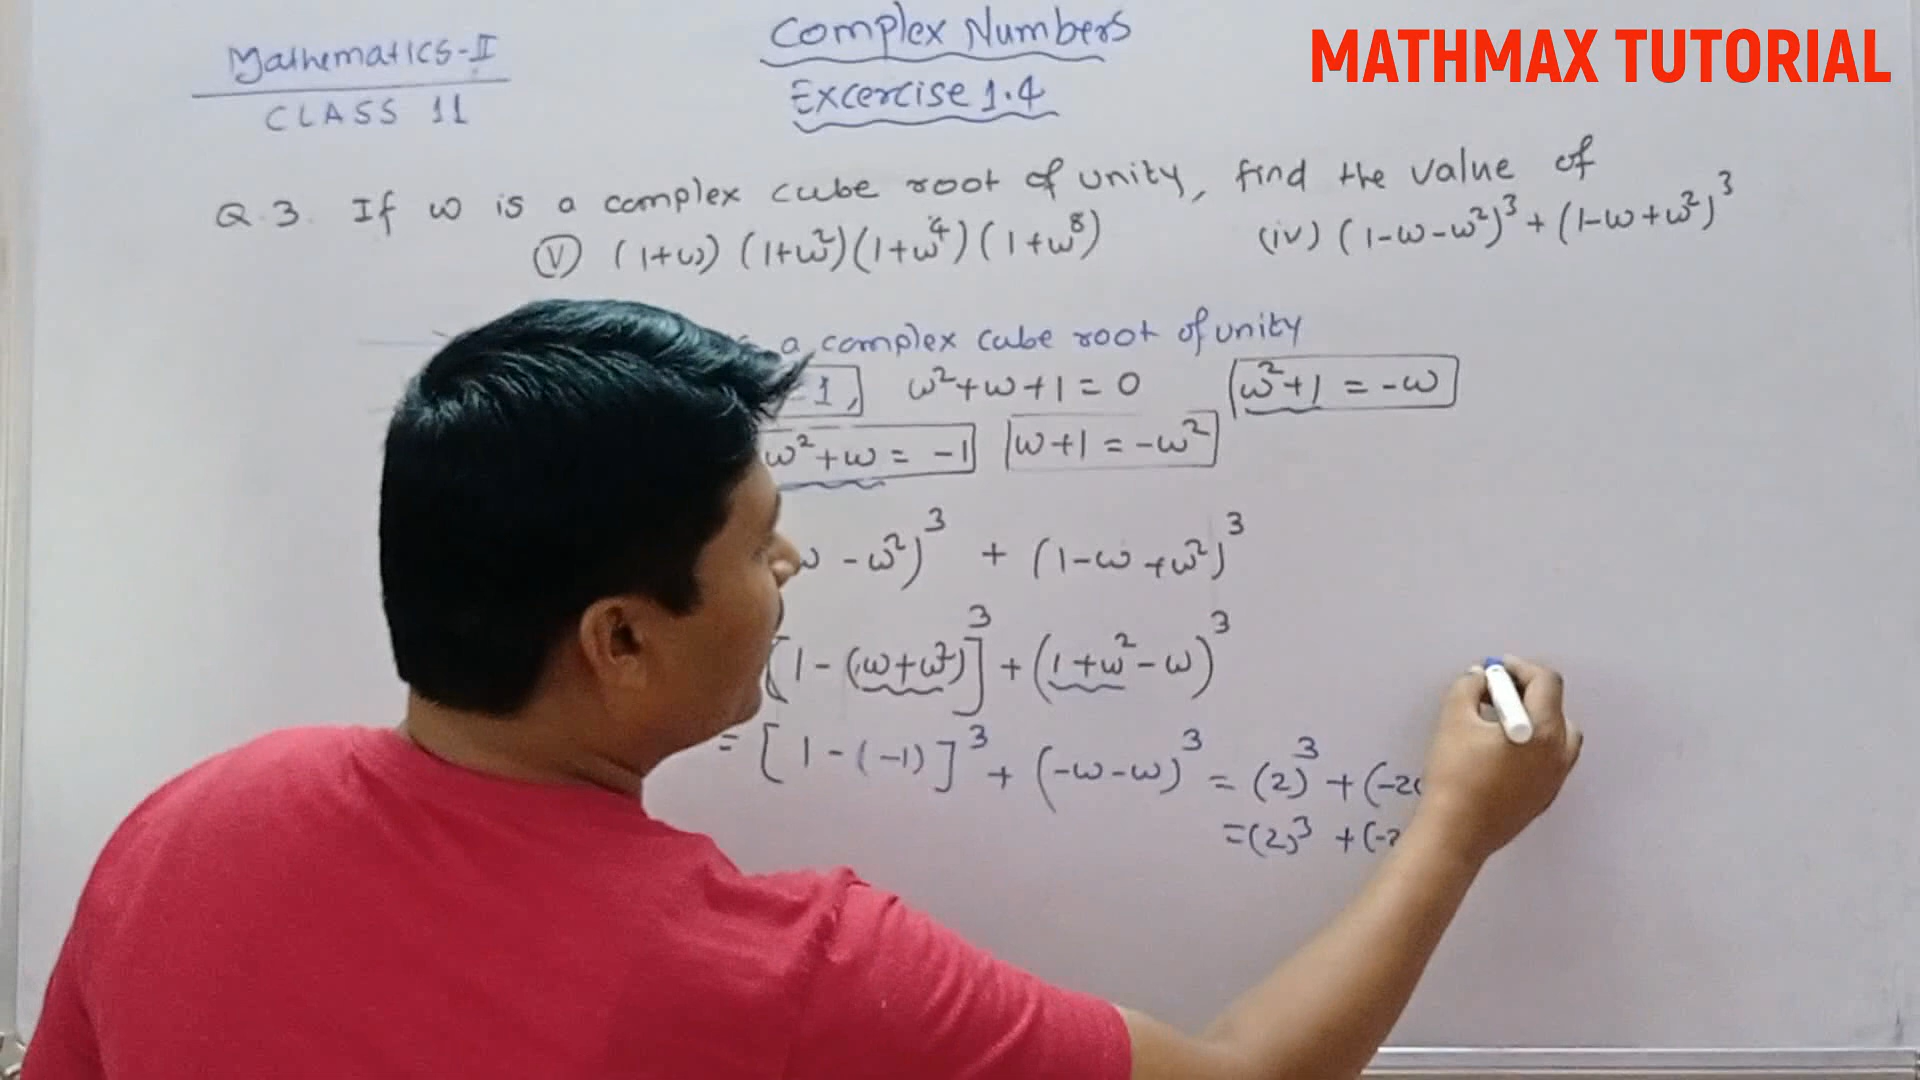 MATHMAX TUTORIAL
Mathematics-II
CLASS 11
Complex Numbers
Excercise 1.4
Q.3. If ω is a complex cube root of unity, find the value of
(V) (1+ω) (1+ω²)(1+ω⁴)(1+ω⁸)
(iv) (1-ω-ω²)³ + (1-ω+ω²)³
a complex cube root of unity
1, ω²+ω+1 = 0 ω²+1 = -ω
ω²+ω = -1 ω+1 = -ω²
ω - ω²)³ + (1-ω+ω²)³
[1-(ω+ω²)]³ + (1+ω²-ω)³
= [1-(-1)]³ + (-ω-ω)³ = (2)³ + (-2
= (2)³ + (-2